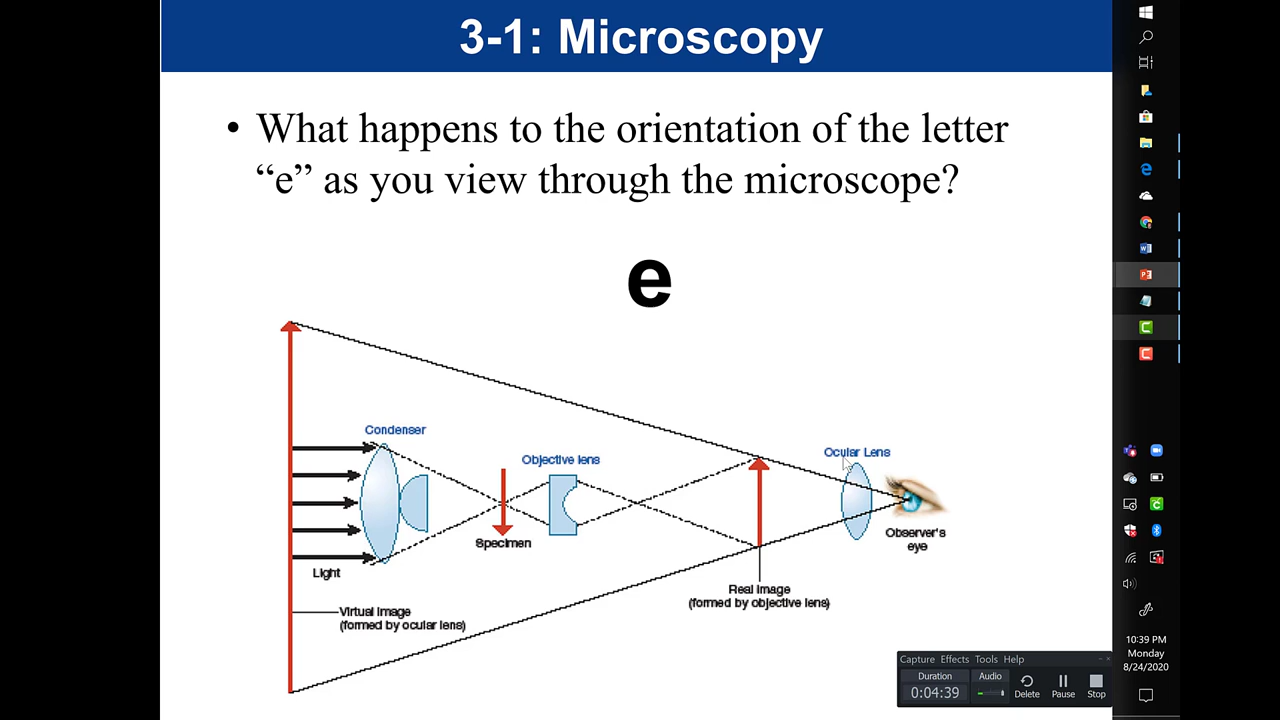 3-1: Microscopy
• What happens to the orientation of the letter
“e” as you view through the microscope?
e
Condenser
Objective lens
Ocular Lens
Specimen
Observer's
eye
Light
Real image
(formed by objective lens)
Virtual image
(formed by ocular lens)
Capture Effects Tools Help
Duration
Audio
0:04:39
Delete
Pause
Stop
10:39 PM
Monday
8/24/2020